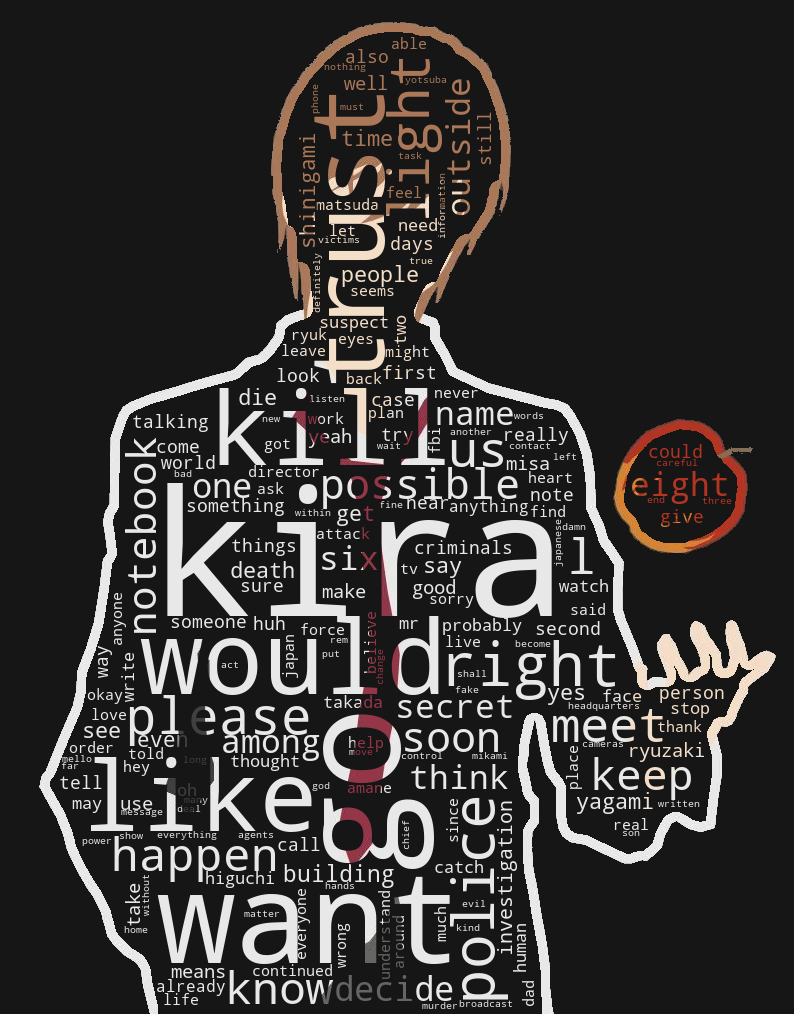 able
also
nothing
well
yotsuba
phone
must
trust
light
outside
still
time
task
shinigami
feel
matsuda
information
let
need
victims
days
true
people
definitely
seems
suspect
two
ryuk
eyes
leave
might
look
back
first
die
listen
case
never
kill
new
work
plan
name
words
talking
yeah
try
fbi
another
really
come
got
wait
us
contact
world
bad
director
misa
left
notebook
one
ask
possible
heart
something
within
get
fine
near
anything
note
find
kira
attack
damn
japanese
things
six
criminals
l
death
tv
say
sure
make
good
watch
sorry
said
someone
huh
force
mr
probably
second
anyone
would
rem
believe
live
become
way
act
japan
put
change
right
shall
write
fake
yes
face
person
okay
takada
secret
headquarters
stop
love
please
meet
thank
see
even
among
good
help
soon
cameras
ryuzaki
order
told
move
control
mikami
mello
hey
long
thought
think
place
keep
far
tell
like
god
amane
yagami
written
may
use
oh
many
message
deal
real
son
power
show
everything
agents
chief
since
police
investigation
happen
call
building
catch
higuchi
hands
take
without
want
matter
everyone
understand
around
much
evil
kind
home
wrong
human
means
continued
already
know
decide
life
murder
broadcast
dad
could
careful
eight
end
three
give